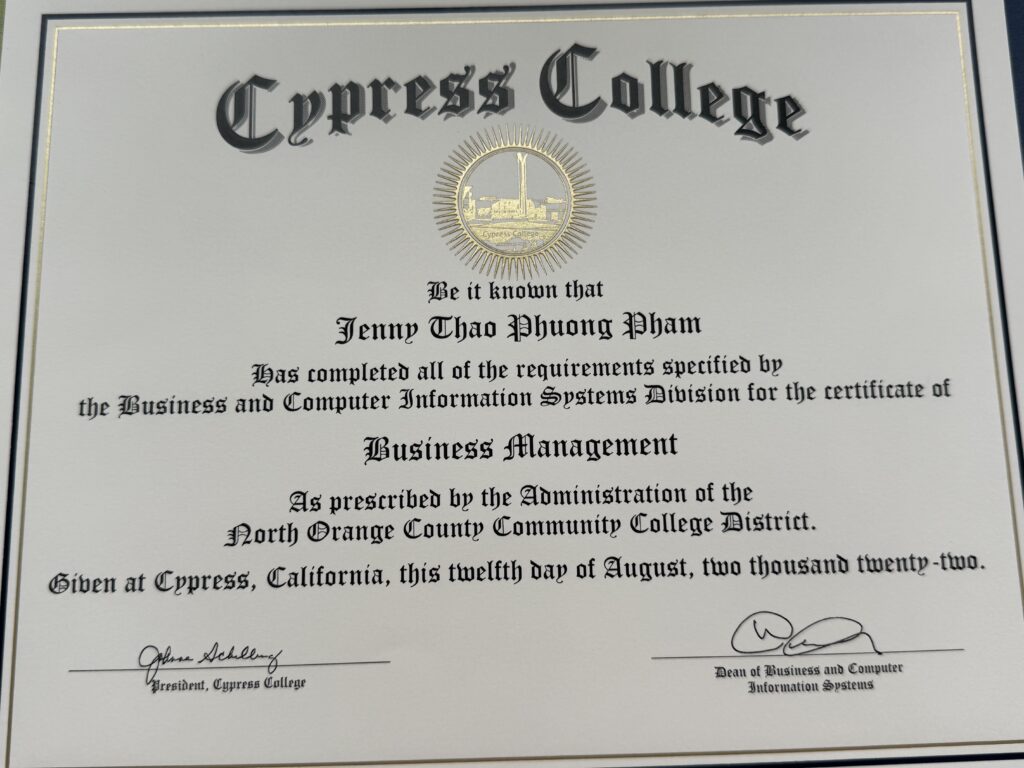 Cypress College
Cypress College
Be it known that
Jenny Thao Phuong Pham
Has completed all of the requirements specified by
the Business and Computer Information Systems Division for the certificate of
Business Management
As prescribed by the Administration of the
North Orange County Community College District.
Given at Cypress, California, this twelfth day of August, two thousand twenty-two.
Schilling
President, Cypress College
Dean of Business and Computer
Information Systems